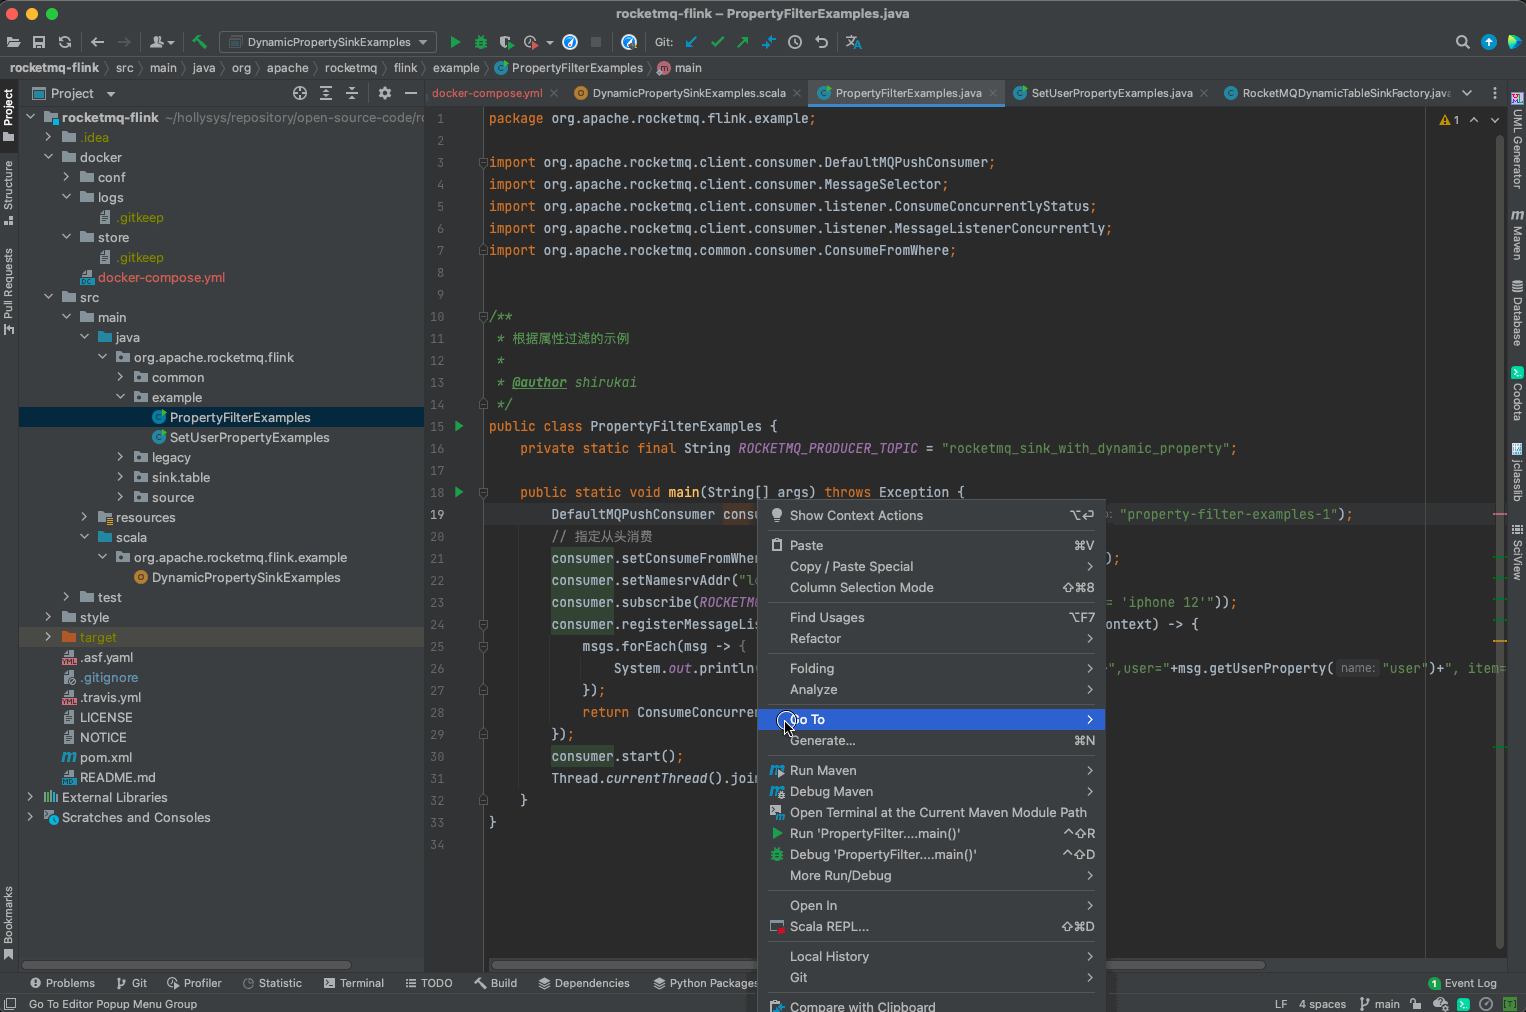 rocketmq-flink – PropertyFilterExamples.java
DynamicPropertySinkExamples
Git:
rocketmq-flink src main java org apache rocketmq flink example PropertyFilterExamples main
Project
docker-compose.yml
DynamicPropertySinkExamples.scala
PropertyFilterExamples.java
SetUserPropertyExamples.java
RocketMQDynamicTableSinkFactory.java
Project
Structure
Pull Requests
Bookmarks
rocketmq-flink ~/hollysys/repository/open-source-code/ro
.idea
docker
conf
logs
.gitkeep
store
.gitkeep
docker-compose.yml
src
main
java
org.apache.rocketmq.flink
common
example
PropertyFilterExamples
SetUserPropertyExamples
legacy
sink.table
source
resources
scala
org.apache.rocketmq.flink.example
DynamicPropertySinkExamples
test
style
target
.asf.yaml
.gitignore
.travis.yml
LICENSE
NOTICE
pom.xml
README.md
External Libraries
Scratches and Consoles
1 package org.apache.rocketmq.flink.example;
1
2
3 import org.apache.rocketmq.client.consumer.DefaultMQPushConsumer;
4 import org.apache.rocketmq.client.consumer.MessageSelector;
5 import org.apache.rocketmq.client.consumer.listener.ConsumeConcurrentlyStatus;
6 import org.apache.rocketmq.client.consumer.listener.MessageListenerConcurrently;
7 import org.apache.rocketmq.common.consumer.ConsumeFromWhere;
8
9
10 /**
11 * 根据属性过滤的示例
12 *
13 * @author shirukai
14 */
15 public class PropertyFilterExamples {
16 private static final String ROCKETMQ_PRODUCER_TOPIC = "rocketmq_sink_with_dynamic_property";
17
18 public static void main(String[] args) throws Exception {
19 DefaultMQPushConsumer cons "property-filter-examples-1");
20 // 指定从头消费
21 consumer.setConsumeFromWher );
22 consumer.setNamesrvAddr("l
23 consumer.subscribe(ROCKETM = 'iphone 12'"));
24 consumer.registerMessageLis ontext) -> {
25 msgs.forEach(msg -> {
26 System.out.println ",user="+msg.getUserProperty( name: "user")+", item=
27 });
28 return ConsumeConcurre
29 });
30 consumer.start();
31 Thread.currentThread().joi
32 }
33 }
34
Show Context Actions ⌥⏎
Paste ⌘V
Copy / Paste Special
Column Selection Mode ⇧⌘8
Find Usages ⌥F7
Refactor
Folding
Analyze
Go To
Generate... ⌘N
Run Maven
Debug Maven
Open Terminal at the Current Maven Module Path
Run 'PropertyFilter....main()' ^⇧R
Debug 'PropertyFilter....main()' ^⇧D
More Run/Debug
Open In
Scala REPL... ⇧⌘D
Local History
Git
Compare with Clipboard
UML Generator
Maven
Database
Codota
jclasslib
SciView
Problems Git Profiler Statistic Terminal TODO Build Dependencies Python Packages
1 Event Log
Go To Editor Popup Menu Group
LF 4 spaces main